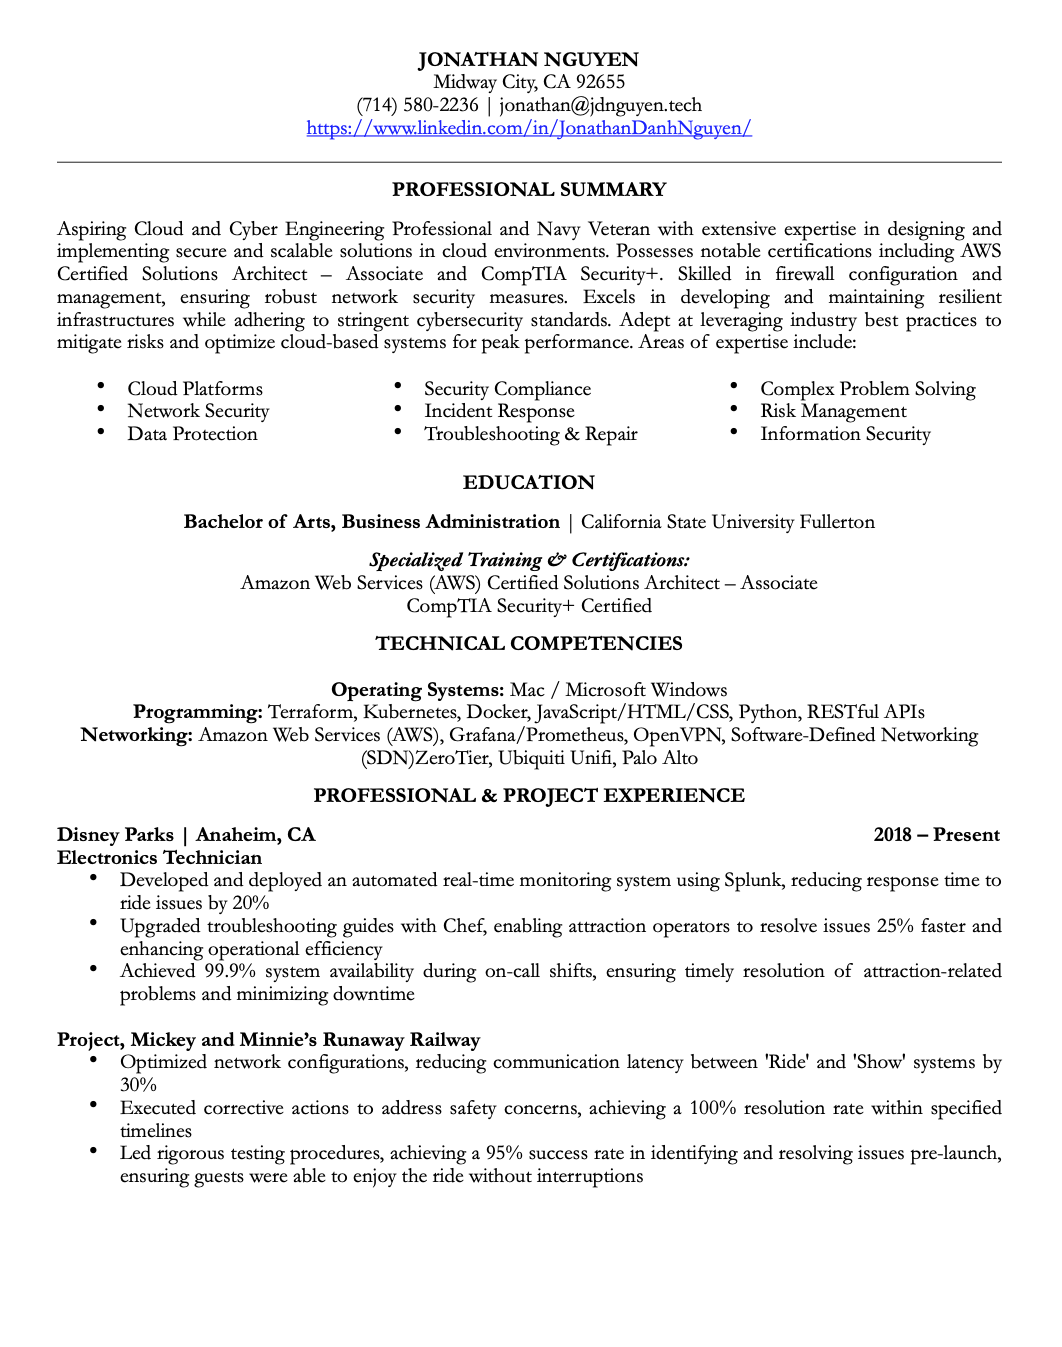 JONATHAN NGUYEN
Midway City, CA 92655
(714) 580-2236 | jonathan@jdnguyen.tech
https://www.linkedin.com/in/JonathanDanhNguyen/
PROFESSIONAL SUMMARY
Aspiring Cloud and Cyber Engineering Professional and Navy Veteran with extensive expertise in designing and
implementing secure and scalable solutions in cloud environments. Possesses notable certifications including AWS
Certified Solutions Architect – Associate and CompTIA Security+. Skilled in firewall configuration and
management, ensuring robust network security measures. Excels in developing and maintaining resilient
infrastructures while adhering to stringent cybersecurity standards. Adept at leveraging industry best practices to
mitigate risks and optimize cloud-based systems for peak performance. Areas of expertise include:
• Cloud Platforms
• Network Security
• Data Protection
• Security Compliance
• Incident Response
• Troubleshooting & Repair
• Complex Problem Solving
• Risk Management
• Information Security
EDUCATION
Bachelor of Arts, Business Administration | California State University Fullerton
Specialized Training & Certifications:
Amazon Web Services (AWS) Certified Solutions Architect – Associate
CompTIA Security+ Certified
TECHNICAL COMPETENCIES
Operating Systems: Mac / Microsoft Windows
Programming: Terraform, Kubernetes, Docker, JavaScript/HTML/CSS, Python, RESTful APIs
Networking: Amazon Web Services (AWS), Grafana/Prometheus, OpenVPN, Software-Defined Networking
(SDN)ZeroTier, Ubiquiti Unifi, Palo Alto
PROFESSIONAL & PROJECT EXPERIENCE
Disney Parks | Anaheim, CA 2018 – Present
Electronics Technician
• Developed and deployed an automated real-time monitoring system using Splunk, reducing response time to
ride issues by 20%
• Upgraded troubleshooting guides with Chef, enabling attraction operators to resolve issues 25% faster and
enhancing operational efficiency
• Achieved 99.9% system availability during on-call shifts, ensuring timely resolution of attraction-related
problems and minimizing downtime
Project, Mickey and Minnie’s Runaway Railway
• Optimized network configurations, reducing communication latency between 'Ride' and 'Show' systems by
30%
• Executed corrective actions to address safety concerns, achieving a 100% resolution rate within specified
timelines
• Led rigorous testing procedures, achieving a 95% success rate in identifying and resolving issues pre-launch,
ensuring guests were able to enjoy the ride without interruptions